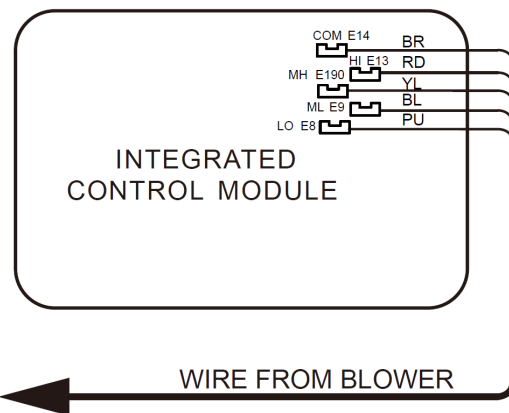 COM E14 BR
HI E13 RD
MH E190 YL
ML E9 BL
LO E8 PU
INTEGRATED
CONTROL MODULE
WIRE FROM BLOWER